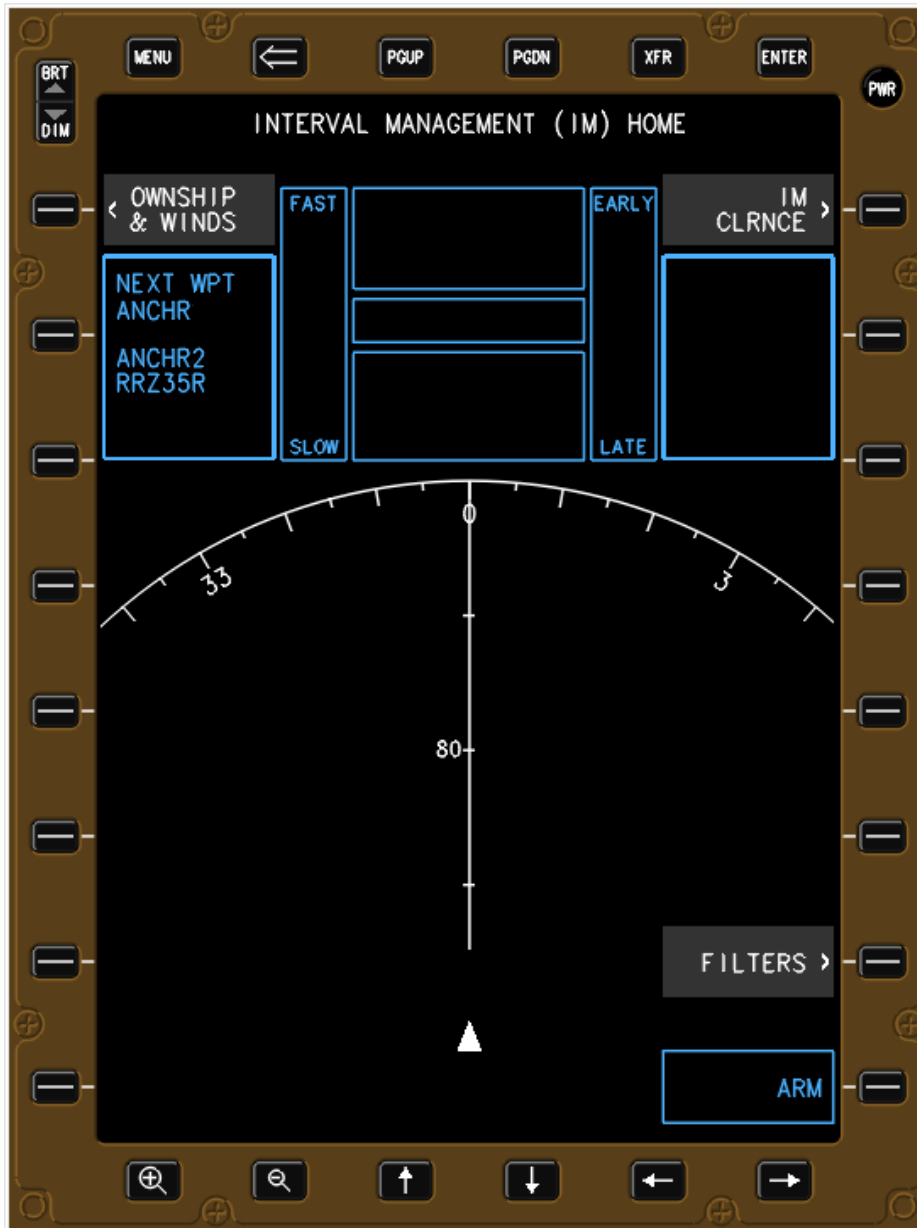 MENU
PGUP
PGDN
XFR
ENTER
BRT
DIM
PWR
INTERVAL MANAGEMENT (IM) HOME
< OWNSHIP
& WINDS
FAST
EARLY
IM >
CLRNCE
NEXT WPT
ANCHR
ANCHR2
RRZ35R
SLOW
LATE
33
0
3
80
FILTERS >
ARM